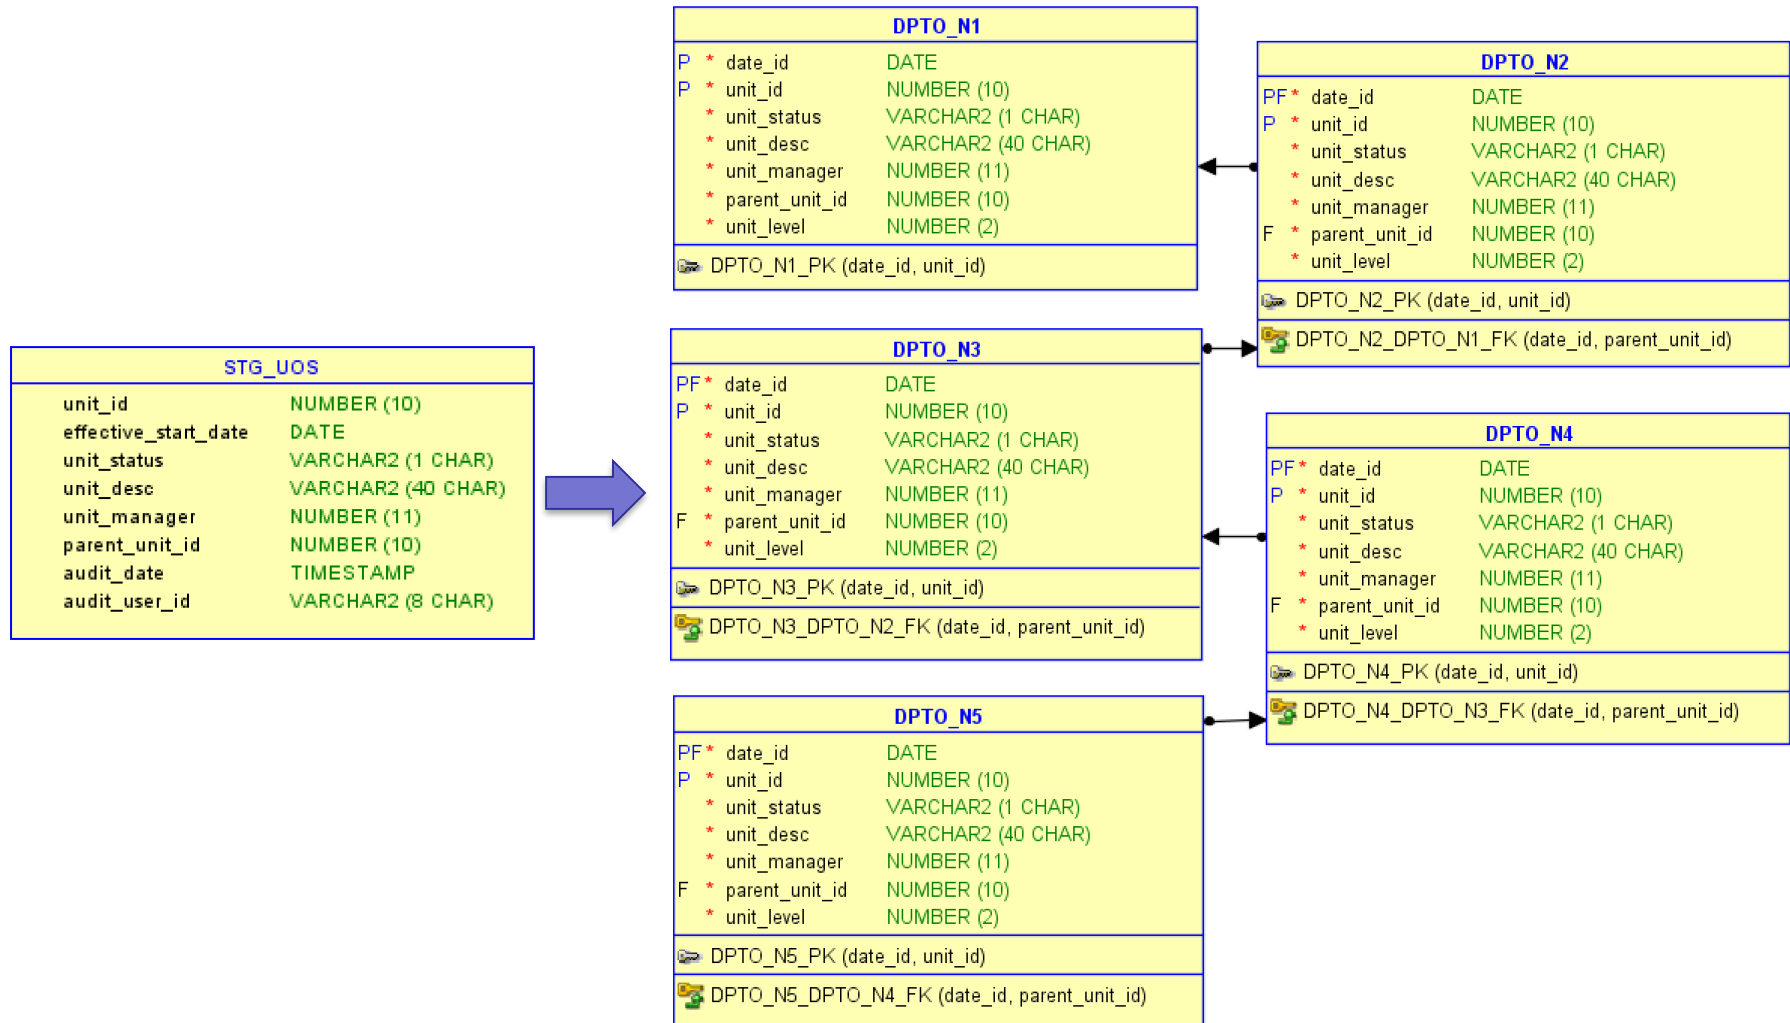 STG_UOS
unit_id NUMBER (10)
effective_start_date DATE
unit_status VARCHAR2 (1 CHAR)
unit_desc VARCHAR2 (40 CHAR)
unit_manager NUMBER (11)
parent_unit_id NUMBER (10)
audit_date TIMESTAMP
audit_user_id VARCHAR2 (8 CHAR)
DPTO_N1
P * date_id DATE
P * unit_id NUMBER (10)
* unit_status VARCHAR2 (1 CHAR)
* unit_desc VARCHAR2 (40 CHAR)
* unit_manager NUMBER (11)
* parent_unit_id NUMBER (10)
* unit_level NUMBER (2)
DPTO_N1_PK (date_id, unit_id)
DPTO_N2
PF * date_id DATE
P * unit_id NUMBER (10)
* unit_status VARCHAR2 (1 CHAR)
* unit_desc VARCHAR2 (40 CHAR)
* unit_manager NUMBER (11)
F * parent_unit_id NUMBER (10)
* unit_level NUMBER (2)
DPTO_N2_PK (date_id, unit_id)
DPTO_N2_DPTO_N1_FK (date_id, parent_unit_id)
DPTO_N3
PF * date_id DATE
P * unit_id NUMBER (10)
* unit_status VARCHAR2 (1 CHAR)
* unit_desc VARCHAR2 (40 CHAR)
* unit_manager NUMBER (11)
F * parent_unit_id NUMBER (10)
* unit_level NUMBER (2)
DPTO_N3_PK (date_id, unit_id)
DPTO_N3_DPTO_N2_FK (date_id, parent_unit_id)
DPTO_N4
PF * date_id DATE
P * unit_id NUMBER (10)
* unit_status VARCHAR2 (1 CHAR)
* unit_desc VARCHAR2 (40 CHAR)
* unit_manager NUMBER (11)
F * parent_unit_id NUMBER (10)
* unit_level NUMBER (2)
DPTO_N4_PK (date_id, unit_id)
DPTO_N4_DPTO_N3_FK (date_id, parent_unit_id)
DPTO_N5
PF * date_id DATE
P * unit_id NUMBER (10)
* unit_status VARCHAR2 (1 CHAR)
* unit_desc VARCHAR2 (40 CHAR)
* unit_manager NUMBER (11)
F * parent_unit_id NUMBER (10)
* unit_level NUMBER (2)
DPTO_N5_PK (date_id, unit_id)
DPTO_N5_DPTO_N4_FK (date_id, parent_unit_id)